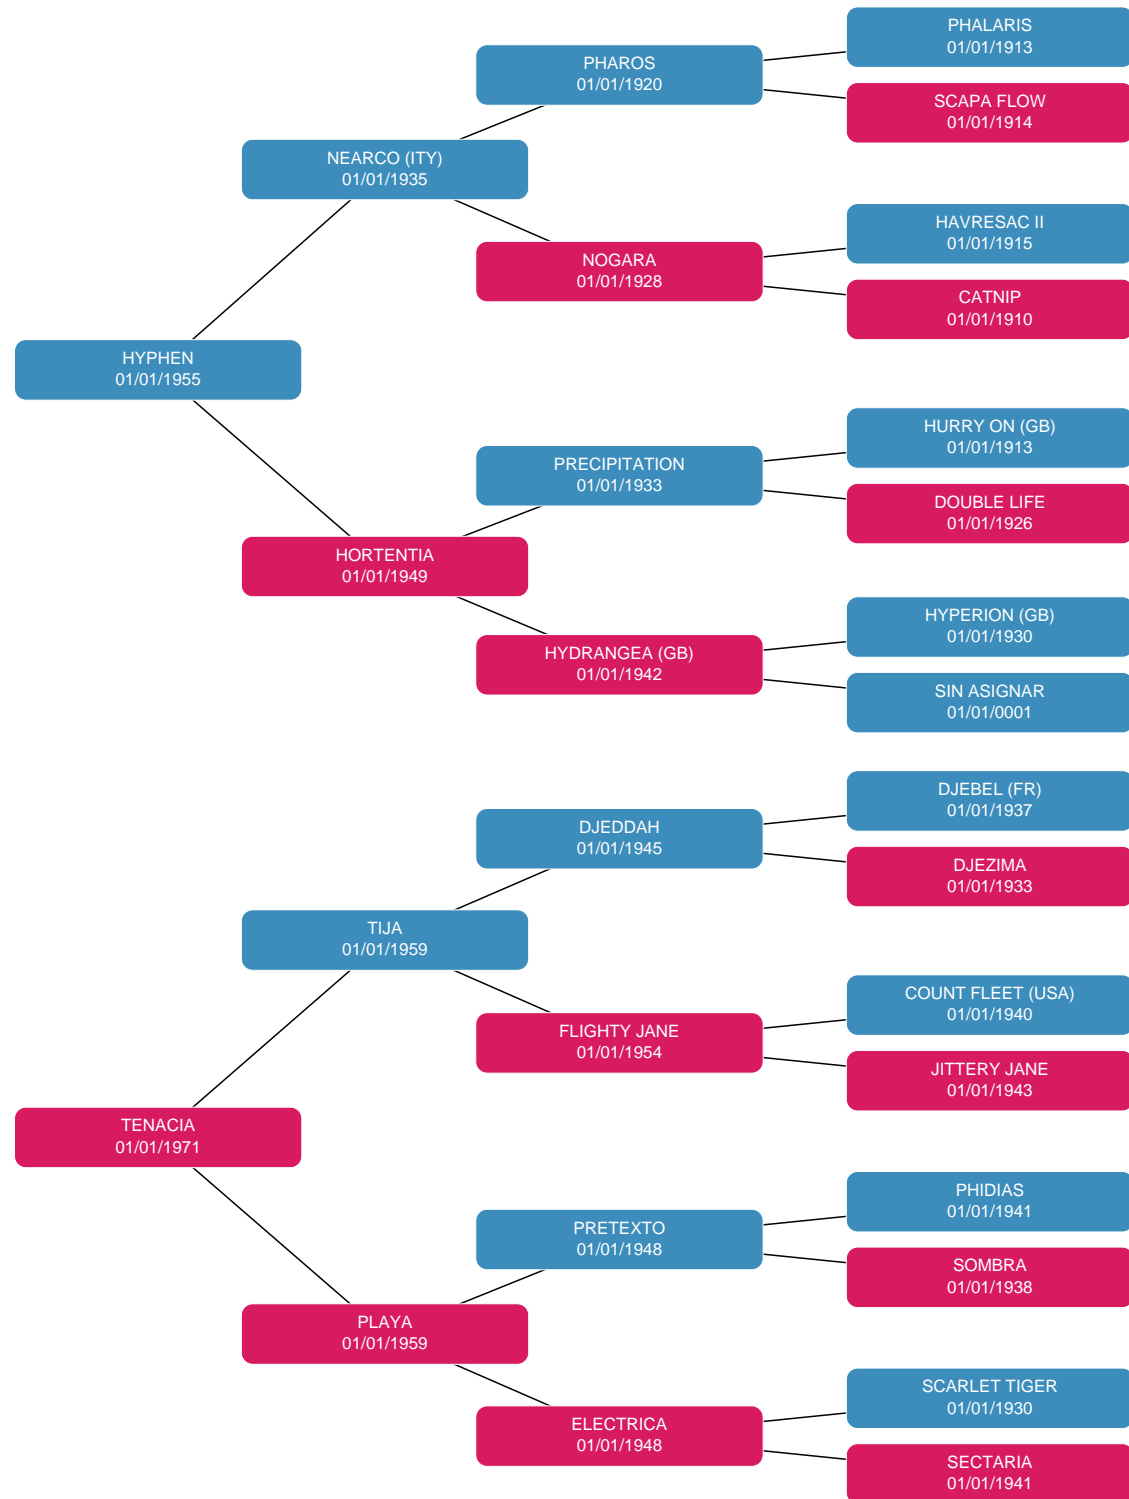 PHALARIS
01/01/1913
PHAROS
01/01/1920
SCAPA FLOW
01/01/1914
NEARCO (ITY)
01/01/1935
HAVRESAC II
01/01/1915
NOGARA
01/01/1928
CATNIP
01/01/1910
HYPHEN
01/01/1955
HURRY ON (GB)
01/01/1913
PRECIPITATION
01/01/1933
DOUBLE LIFE
01/01/1926
HORTENTIA
01/01/1949
HYPERION (GB)
01/01/1930
HYDRANGEA (GB)
01/01/1942
SIN ASIGNAR
01/01/0001
DJEBEL (FR)
01/01/1937
DJEDDAH
01/01/1945
DJEZIMA
01/01/1933
TIJA
01/01/1959
COUNT FLEET (USA)
01/01/1940
FLIGHTY JANE
01/01/1954
JITTERY JANE
01/01/1943
TENACIA
01/01/1971
PHIDIAS
01/01/1941
PRETEXTO
01/01/1948
SOMBRA
01/01/1938
PLAYA
01/01/1959
SCARLET TIGER
01/01/1930
ELECTRICA
01/01/1948
SECTARIA
01/01/1941